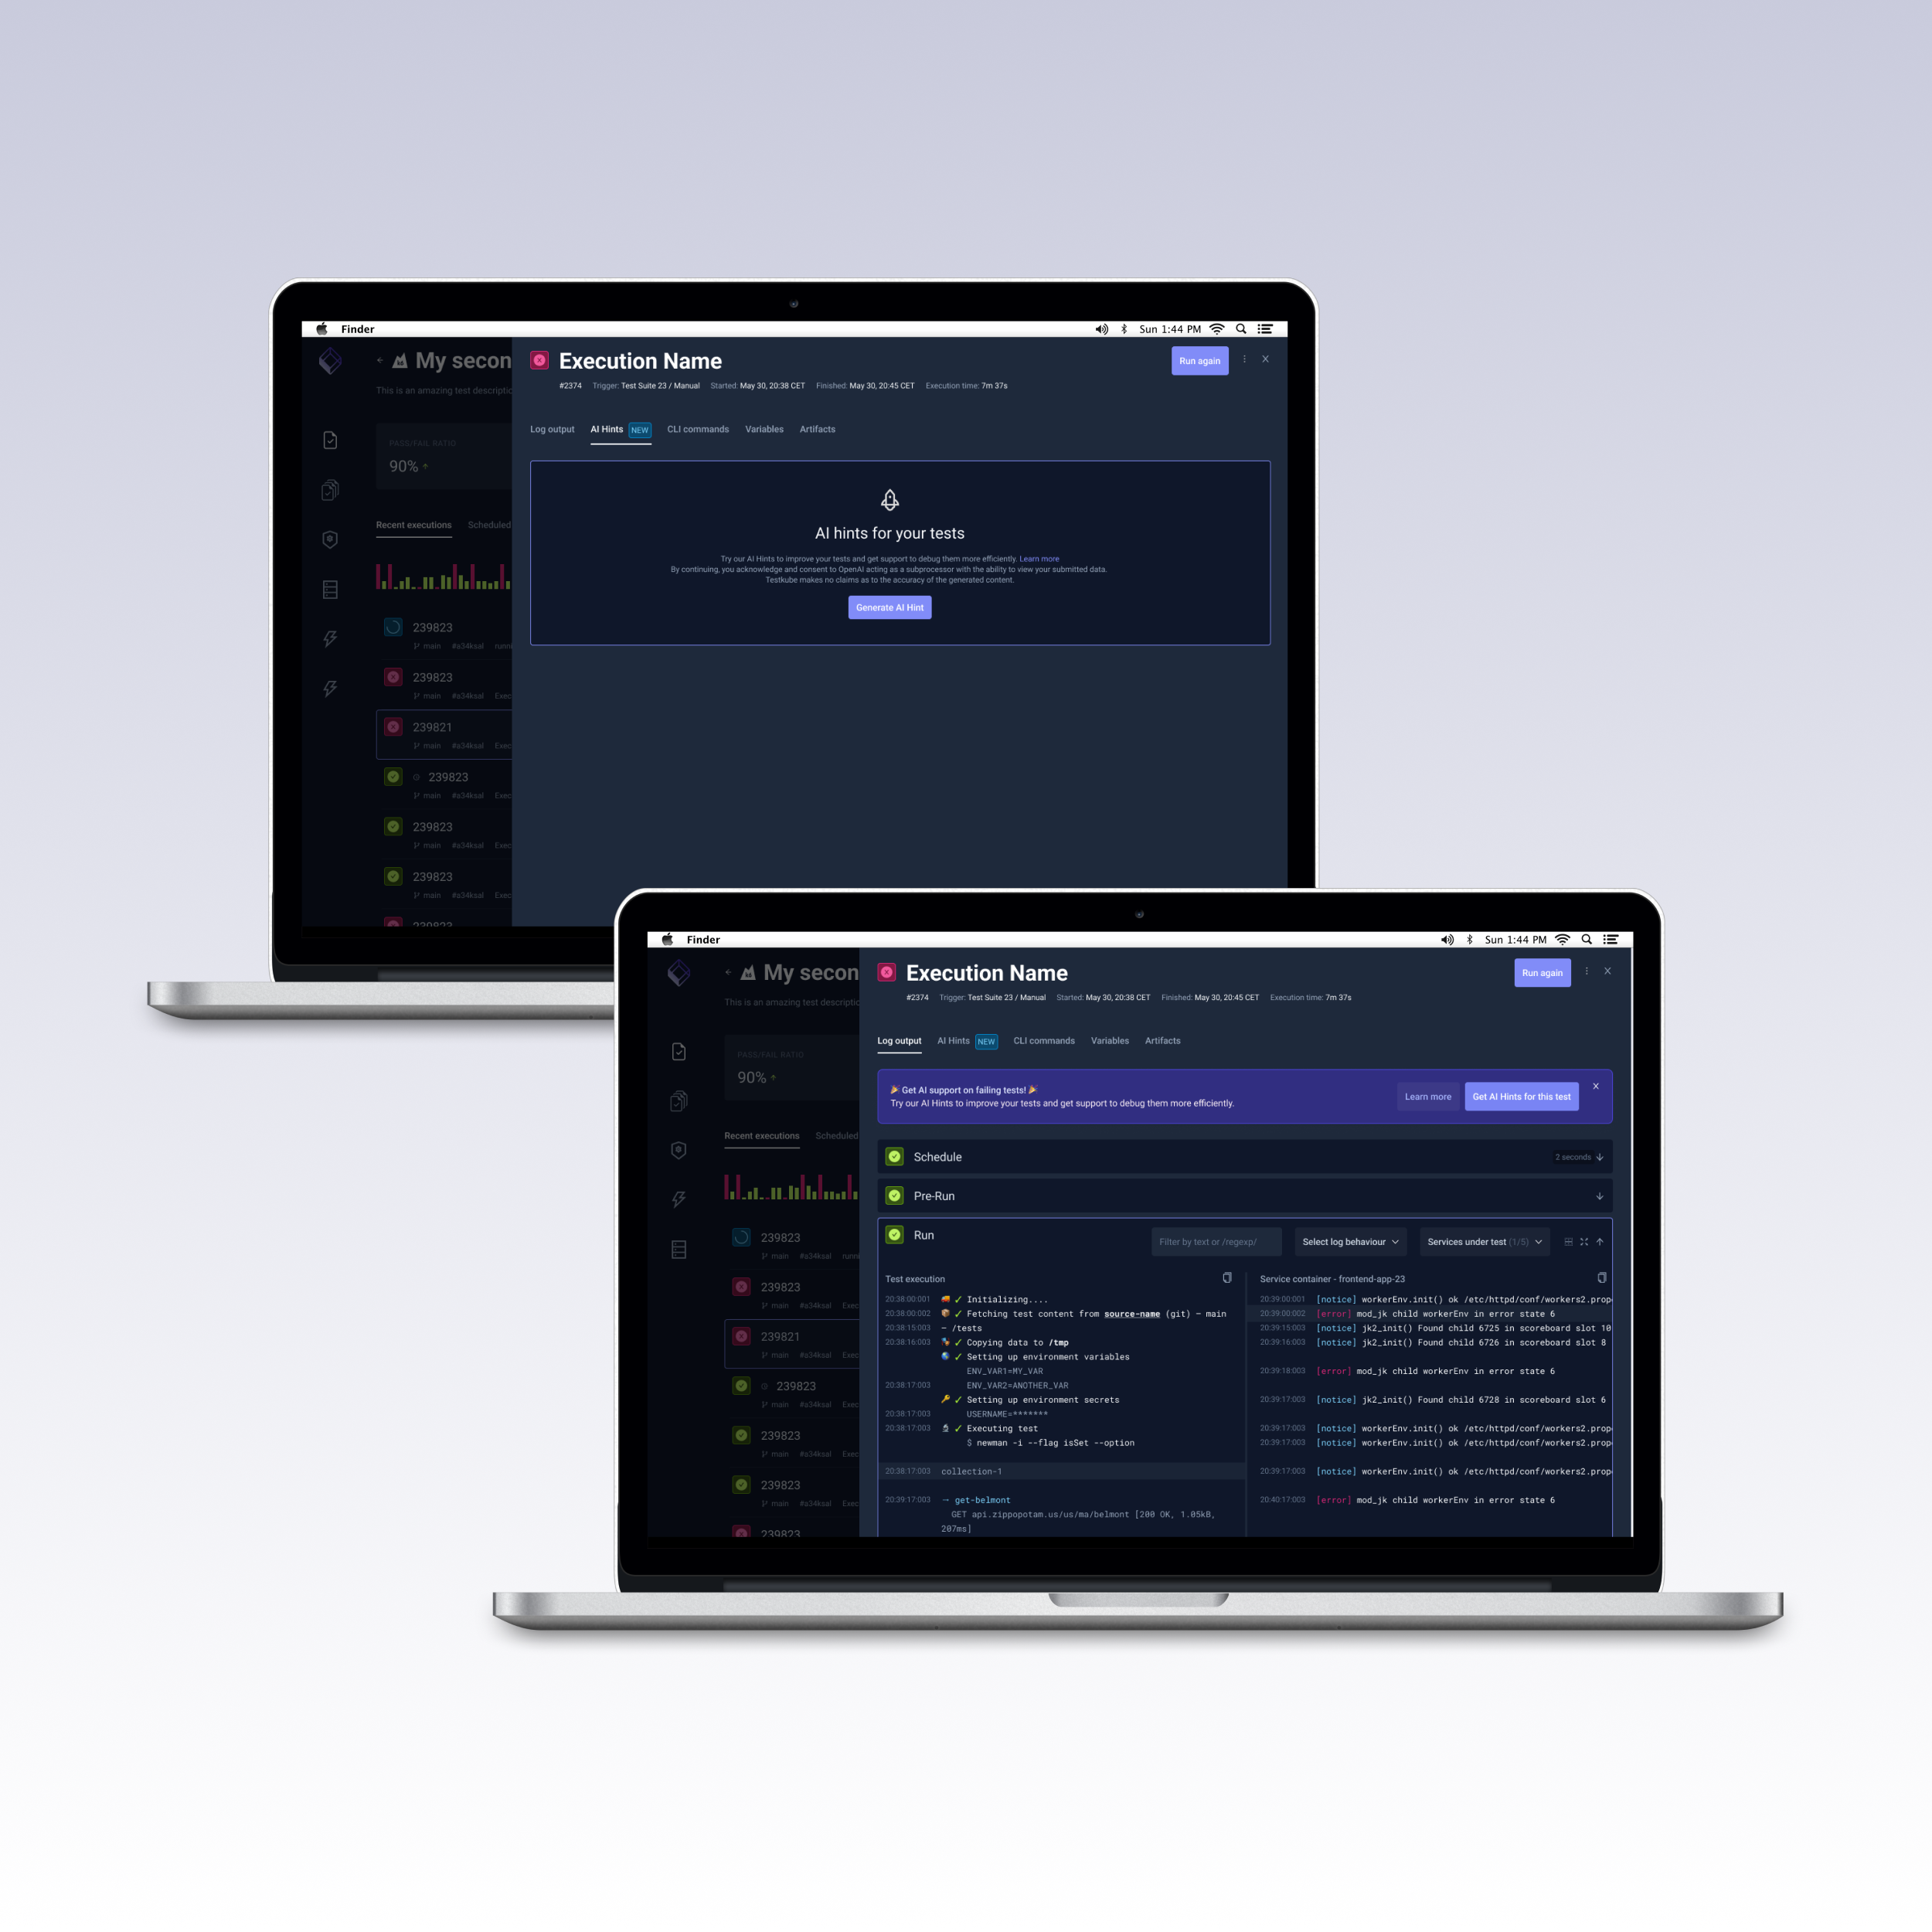 Finder
Sun 1:44 PM
My secon
This is an amazing test descriptic
PASS/FAIL RATIO
90%
Recent executions Scheduled
239823
main #a34ksal runni
239823
main #a34ksal Exec
239821
main #a34ksal Exec
239823
main #a34ksal Exec
239823
main #a34ksal Exec
239823
main #a34ksal Exec
239823
Execution Name
Run again
#2374 Trigger: Test Suite 23 / Manual Started: May 30, 20:38 CET Finished: May 30, 20:45 CET Execution time: 7m 37s
Log output AI Hints NEW CLI commands Variables Artifacts
AI hints for your tests
Try our AI Hints to improve your tests and get support to debug them more efficiently. Learn more
By continuing, you acknowledge and consent to OpenAI acting as a subprocessor with the ability to view your submitted data.
Testkube makes no claims as to the accuracy of the generated content.
Generate AI Hint
Finder
Sun 1:44 PM
My secon
This is an amazing test descriptic
PASS/FAIL RATIO
90%
Recent executions Scheduled
239823
main #a34ksal runni
239823
main #a34ksal Exec
239821
main #a34ksal Exec
239823
main #a34ksal Exec
239823
main #a34ksal Exec
239823
main #a34ksal Exec
239823
Execution Name
Run again
#2374 Trigger: Test Suite 23 / Manual Started: May 30, 20:38 CET Finished: May 30, 20:45 CET Execution time: 7m 37s
Log output AI Hints NEW CLI commands Variables Artifacts
🎉 Get AI support on failing tests! 🎉
Try our AI Hints to improve your tests and get support to debug them more efficiently.
Learn more
Get AI Hints for this test
Schedule
2 seconds
Pre-Run
Run
Filter by text or /regexp/
Select log behaviour
Services under test (1/5)
Test execution
20:38:00:001 ✓ Initializing....
20:38:00:002 ✓ Fetching test content from source-name (git) – main
20:38:15:003 – /tests
20:38:16:003 ✓ Copying data to /tmp
✓ Setting up environment variables
ENV_VAR1=MY_VAR
20:38:17:003 ENV_VAR2=ANOTHER_VAR
✓ Setting up environment secrets
20:38:17:003 USERNAME=*******
20:38:17:003 ✓ Executing test
$ newman -i --flag isSet --option
20:38:17:003 collection-1
20:39:17:003 → get-belmont
GET api.zippopotam.us/us/ma/belmont [200 OK, 1.05kB,
207ms]
Service container - frontend-app-23
20:39:00:001 [notice] workerEnv.init() ok /etc/httpd/conf/workers2.prop
20:39:00:002 [error] mod_jk child workerEnv in error state 6
20:39:15:003 [notice] jk2_init() Found child 6725 in scoreboard slot 10
20:39:16:003 [notice] jk2_init() Found child 6726 in scoreboard slot 8
20:39:18:003 [error] mod_jk child workerEnv in error state 6
20:39:17:003 [notice] jk2_init() Found child 6728 in scoreboard slot 6
20:39:17:003 [notice] workerEnv.init() ok /etc/httpd/conf/workers2.prop
20:39:17:003 [notice] workerEnv.init() ok /etc/httpd/conf/workers2.prop
20:39:17:003 [notice] workerEnv.init() ok /etc/httpd/conf/workers2.prop
20:40:17:003 [error] mod_jk child workerEnv in error state 6